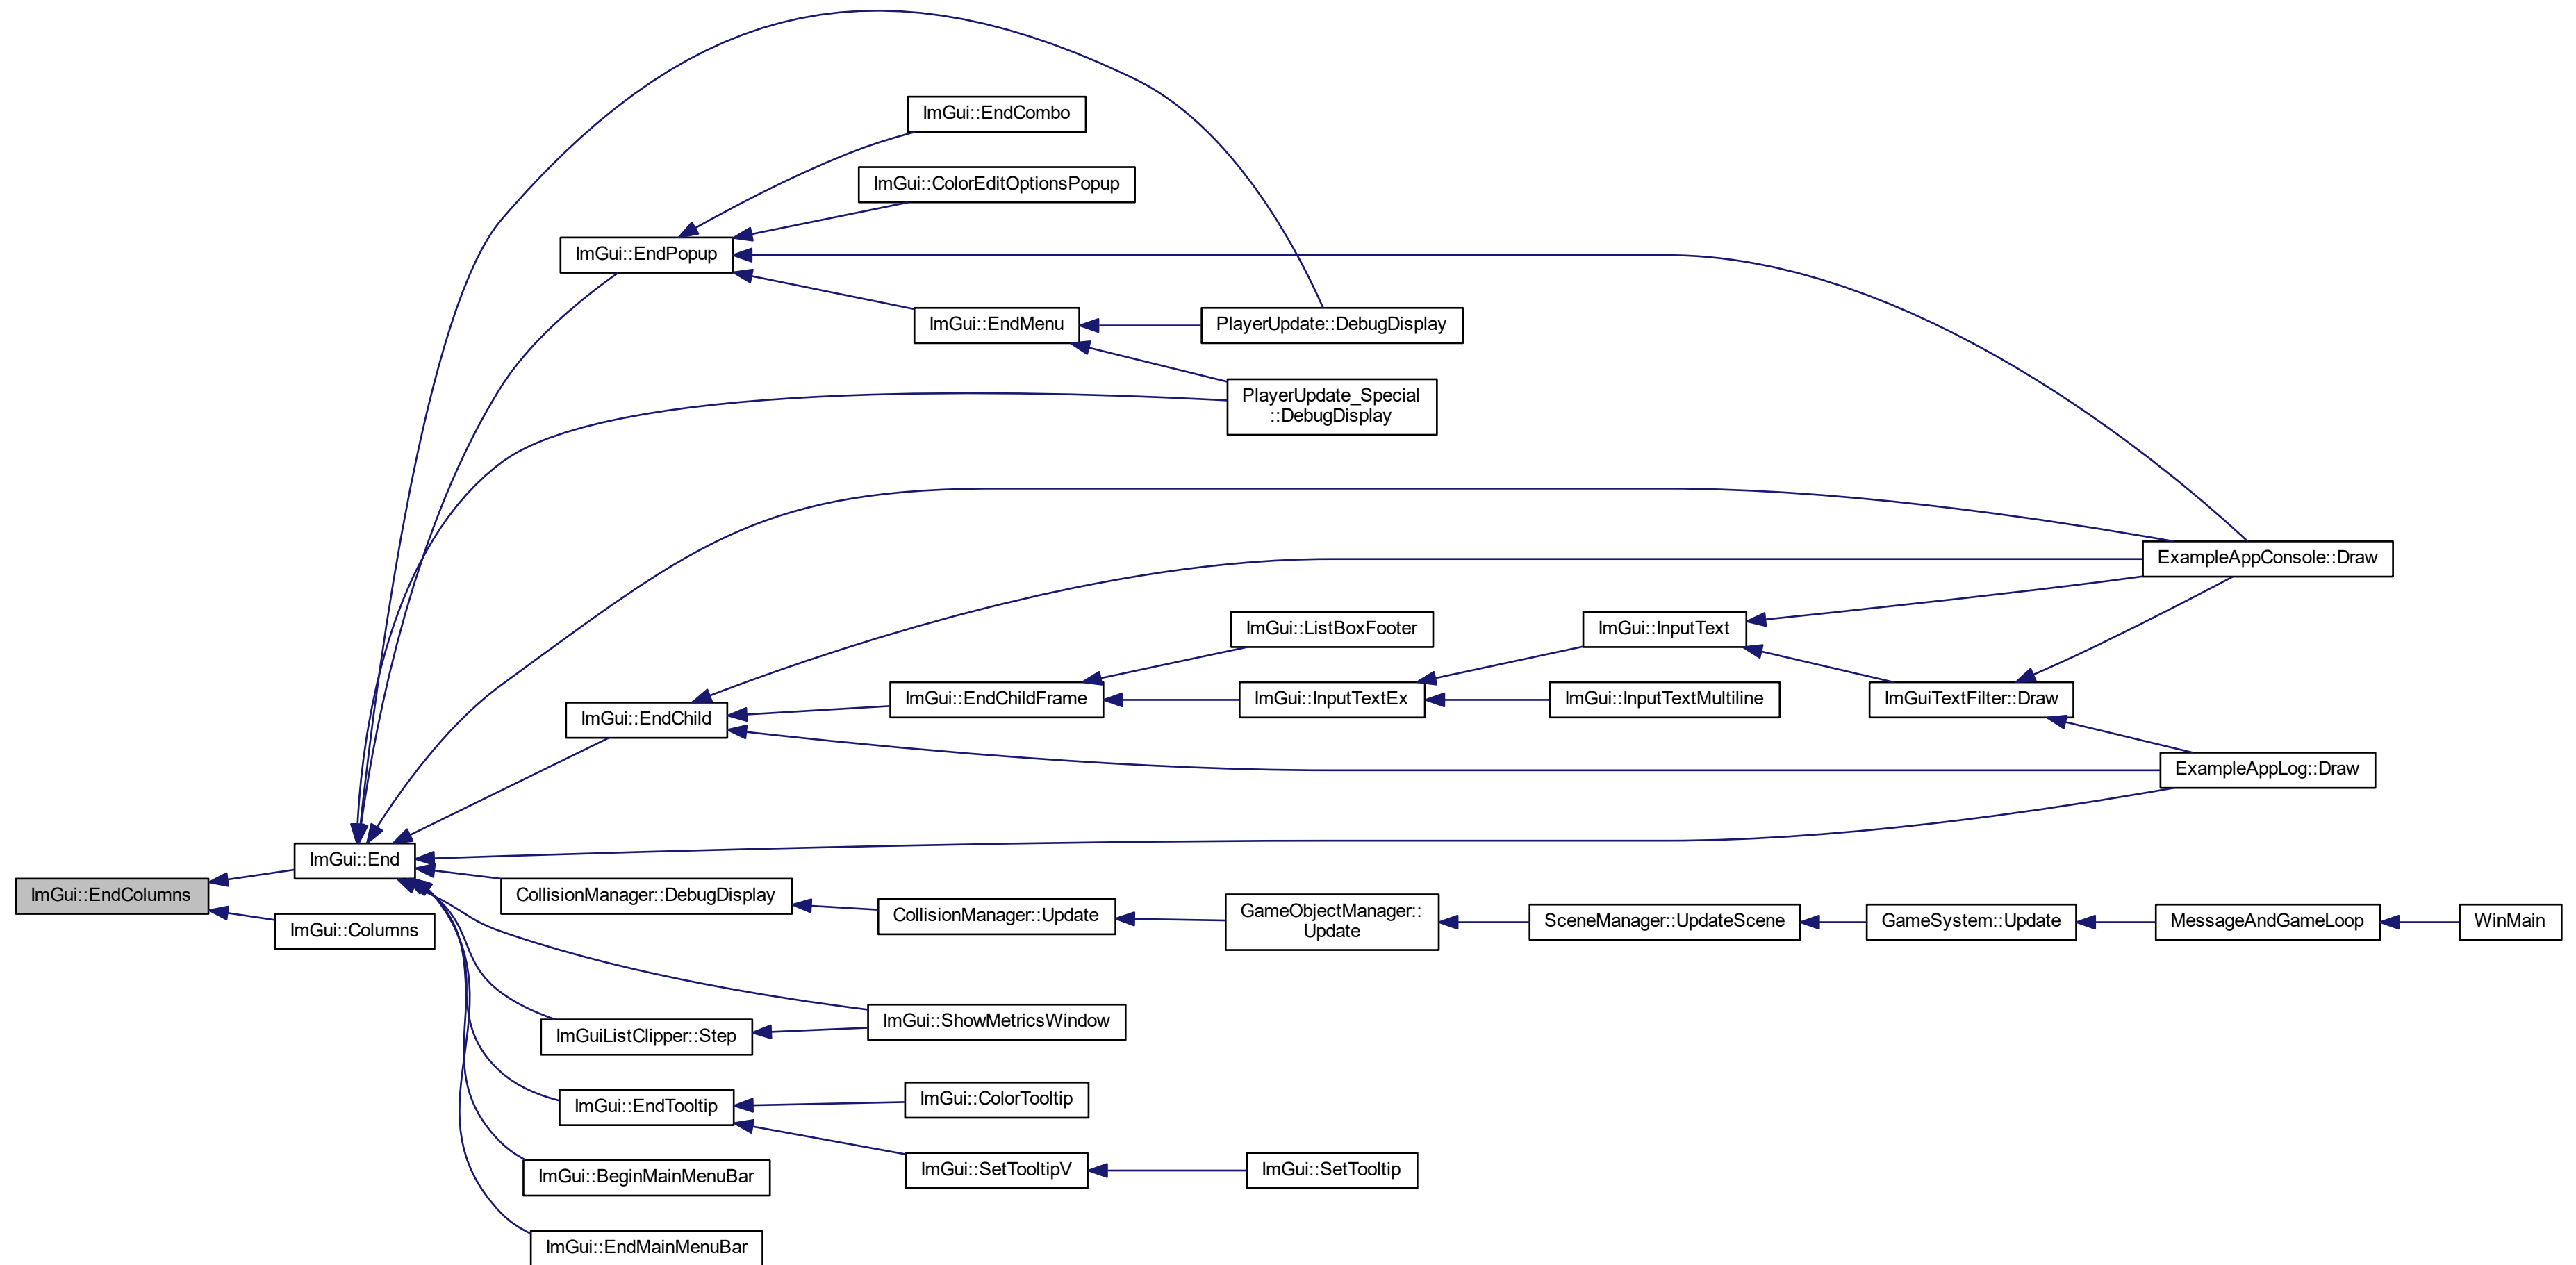 ImGui::EndCombo
ImGui::ColorEditOptionsPopup
ImGui::EndPopup
ImGui::EndMenu
PlayerUpdate::DebugDisplay
PlayerUpdate_Special
::DebugDisplay
ExampleAppConsole::Draw
ImGui::ListBoxFooter
ImGui::InputText
ImGui::EndChild
ImGui::EndChildFrame
ImGui::InputTextEx
ImGui::InputTextMultiline
ImGuiTextFilter::Draw
ExampleAppLog::Draw
ImGui::End
ImGui::EndColumns
ImGui::Columns
CollisionManager::DebugDisplay
CollisionManager::Update
GameObjectManager::
Update
SceneManager::UpdateScene
GameSystem::Update
MessageAndGameLoop
WinMain
ImGuiListClipper::Step
ImGui::ShowMetricsWindow
ImGui::EndTooltip
ImGui::ColorTooltip
ImGui::SetTooltipV
ImGui::SetTooltip
ImGui::BeginMainMenuBar
ImGui::EndMainMenuBar